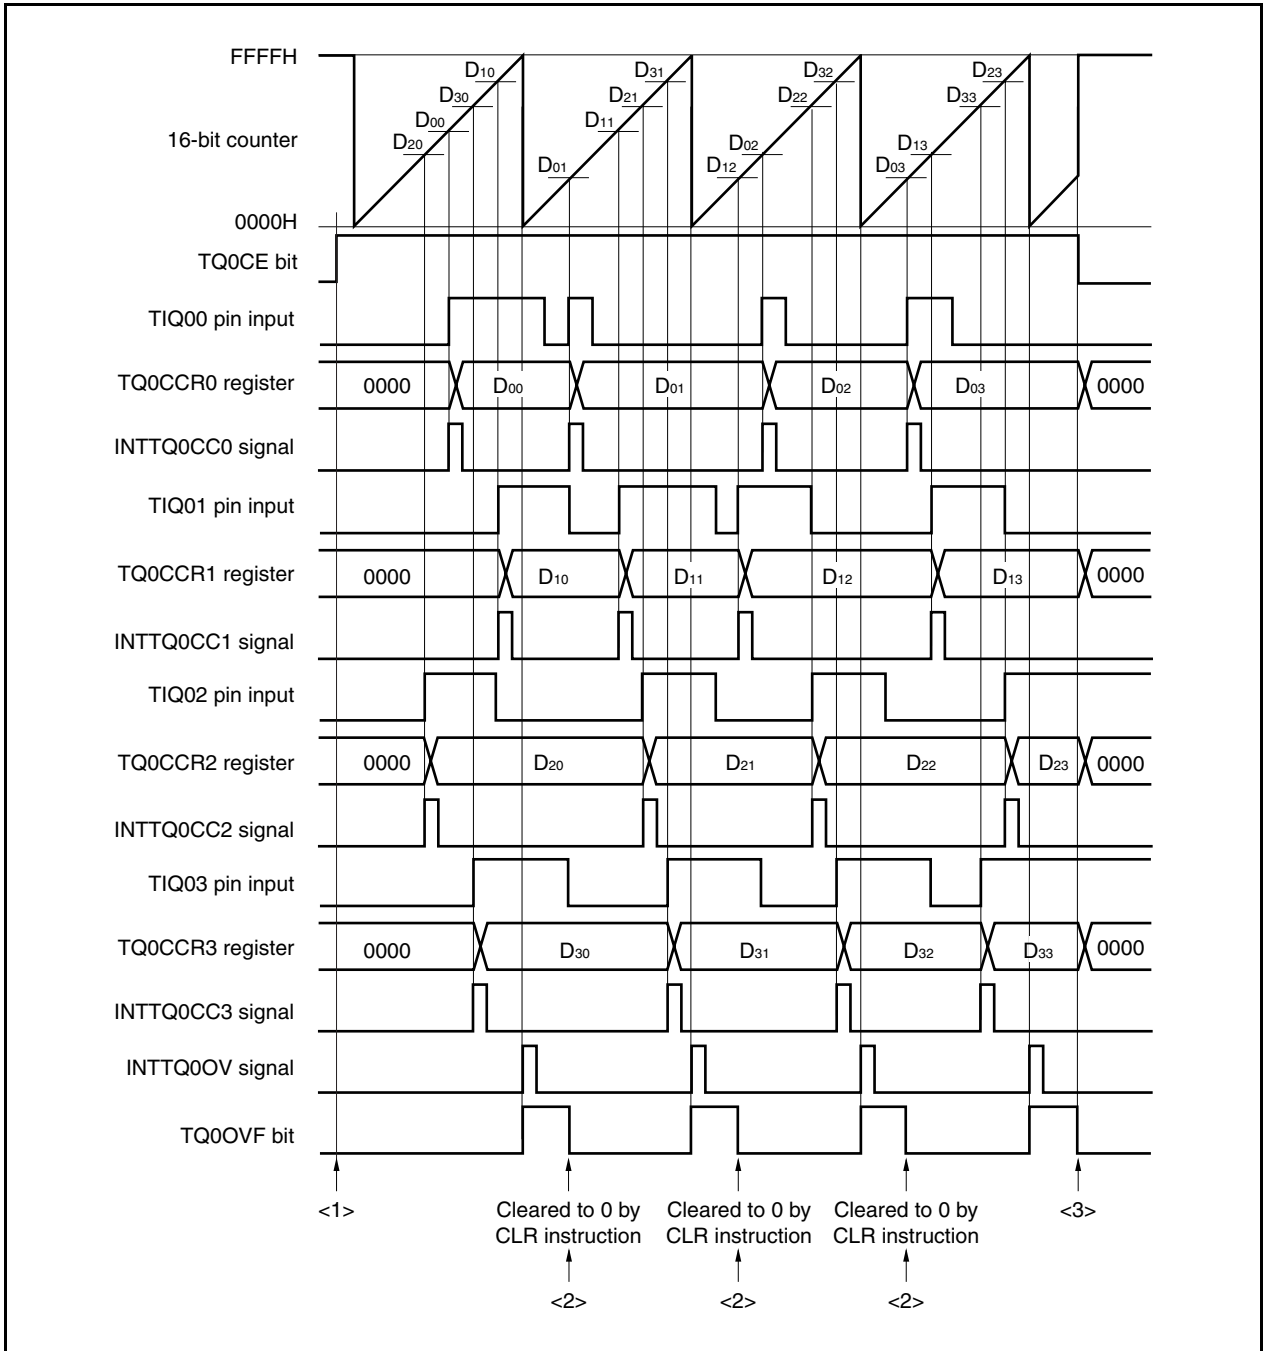 FFFFH
D10
D31
D32
D23
D30
D21
D22
D33
D00
D11
16-bit counter
D20
D02
D13
D01
D12
D03
0000H
TQ0CE bit
TIQ00 pin input
TQ0CCR0 register 0000 D00 D01 D02 D03 0000
INTTQ0CC0 signal
TIQ01 pin input
TQ0CCR1 register 0000 D10 D11 D12 D13 0000
INTTQ0CC1 signal
TIQ02 pin input
TQ0CCR2 register 0000 D20 D21 D22 D23 0000
INTTQ0CC2 signal
TIQ03 pin input
TQ0CCR3 register 0000 D30 D31 D32 D33 0000
INTTQ0CC3 signal
INTTQ0OV signal
TQ0OVF bit
<1>
Cleared to 0 by
CLR instruction
<2>
Cleared to 0 by
CLR instruction
<2>
Cleared to 0 by
CLR instruction
<2>
<3>